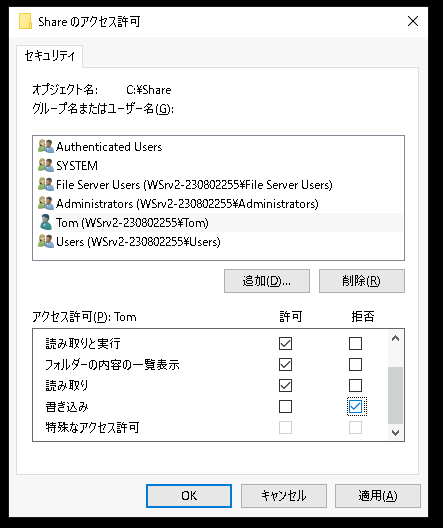 Share のアクセス許可
セキュリティ
オブジェクト名: C:¥Share
グループ名またはユーザー名(G):
Authenticated Users
SYSTEM
File Server Users (WSrv2-230802255¥File Server Users)
Administrators (WSrv2-230802255¥Administrators)
Tom (WSrv2-230802255¥Tom)
Users (WSrv2-230802255¥Users)
追加(D)... 削除(R)
アクセス許可(P): Tom 許可 拒否
読み取りと実行
フォルダーの内容の一覧表示
読み取り
書き込み
特殊なアクセス許可
OK キャンセル 適用(A)